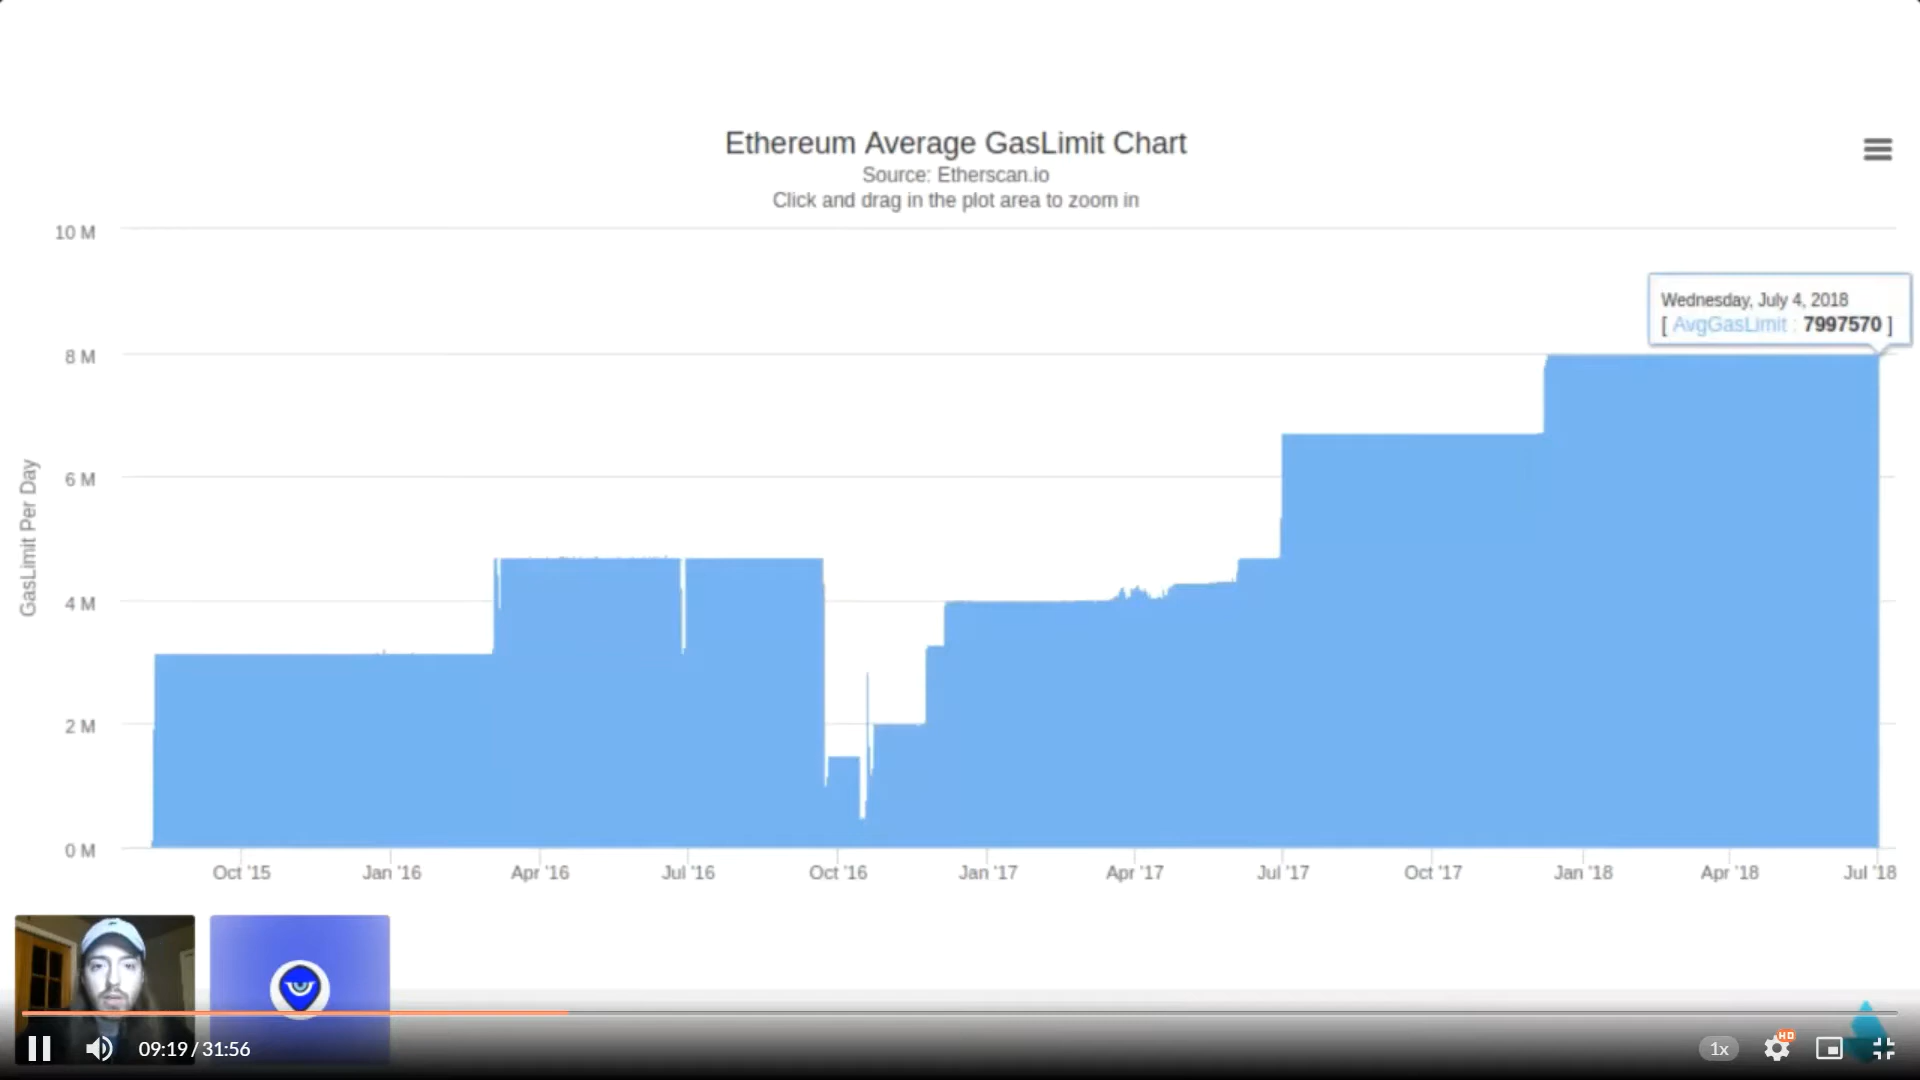 Ethereum Average GasLimit Chart
Source: Etherscan.io
Click and drag in the plot area to zoom in
10 M
8 M
6 M
4 M
2 M
0 M
GasLimit Per Day
Wednesday, July 4, 2018
[ AvgGasLimit : 7997570 ]
Oct '15
Jan '16
Apr '16
Jul '16
Oct '16
Jan '17
Apr '17
Jul '17
Oct '17
Jan '18
Apr '18
Jul '18
09:19 / 31:56
1x
HD